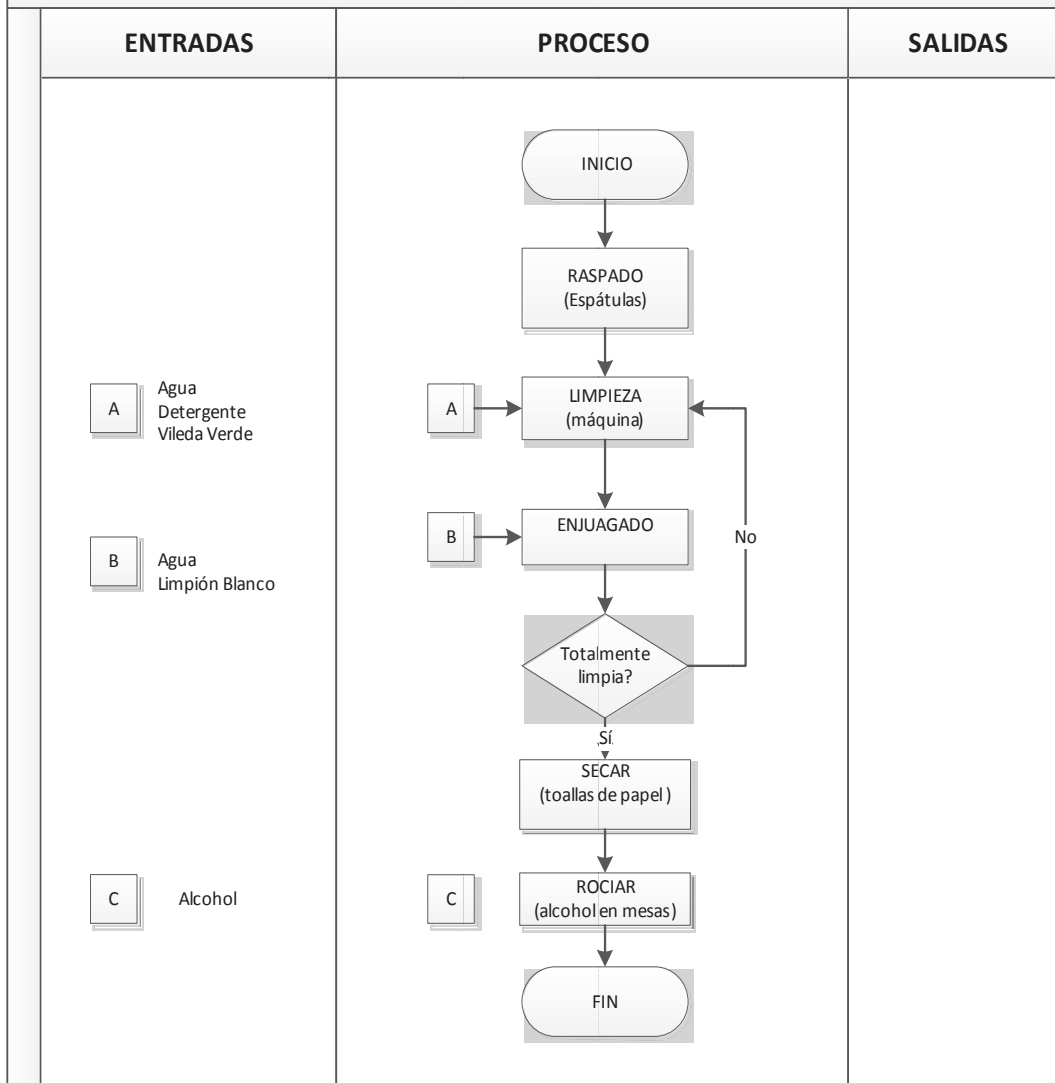 ENTRADAS
PROCESO
SALIDAS
INICIO
RASPADO
(Espátulas)
A
Agua
Detergente
Vileda Verde
A
LIMPIEZA
(máquina)
B
Agua
Limpión Blanco
B
ENJUAGADO
No
Totalmente
limpia?
Sí
SECAR
(toallas de papel )
C
Alcohol
C
ROCIAR
(alcohol en mesas)
FIN